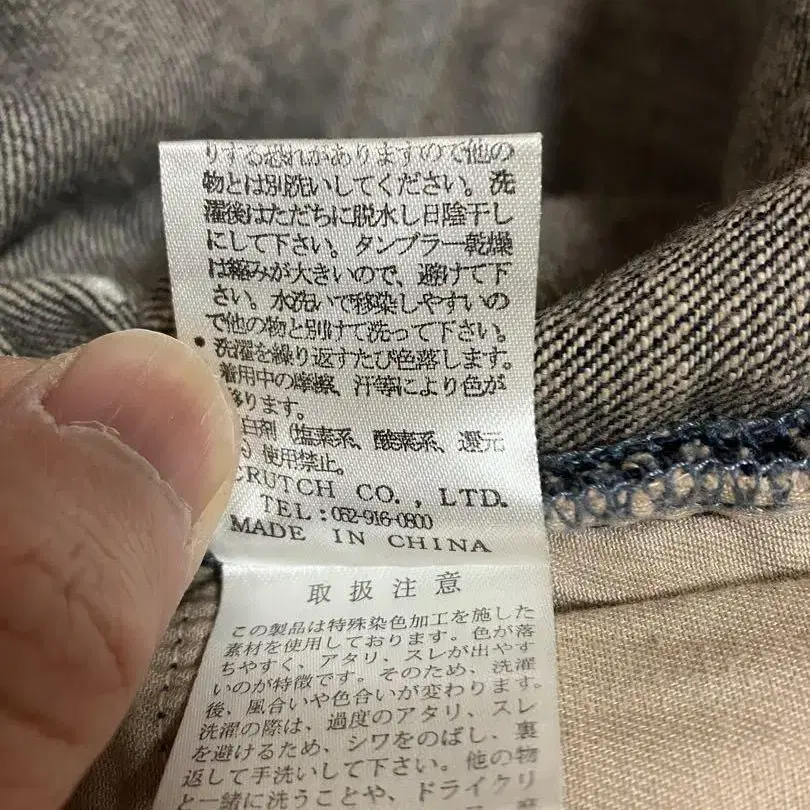 りする恐れがありますので他の
物とは別洗いしてください。洗
濯後はただちに脱水し日陰干し
にして下さい。タンブラー乾燥
は縮みが大きいので、避けて下
さい。水洗いで移染しやすいの
で他の物と別けて洗って下さい。
・洗濯を繰り返すたび色落します。
着用中の摩擦、汗等により色が
移ります。
白剤（塩素系、酸素系、還元
）使用禁止。
CRUTCH CO., LTD.
TEL:052-916-0800
MADE IN CHINA
取扱注意
この製品は特殊染色加工を施した
素材を使用しております。色が落
ちやすく、アタリ、スレが出やす
いのが特徴です。そのため、洗濯
後、風合いや色合いが変わります。
洗濯の際は、過度のアタリ、スレ
を避けるため、シワをのばし、裏
返して手洗いして下さい。他の物
と一緒に洗うことや、ドライクリ